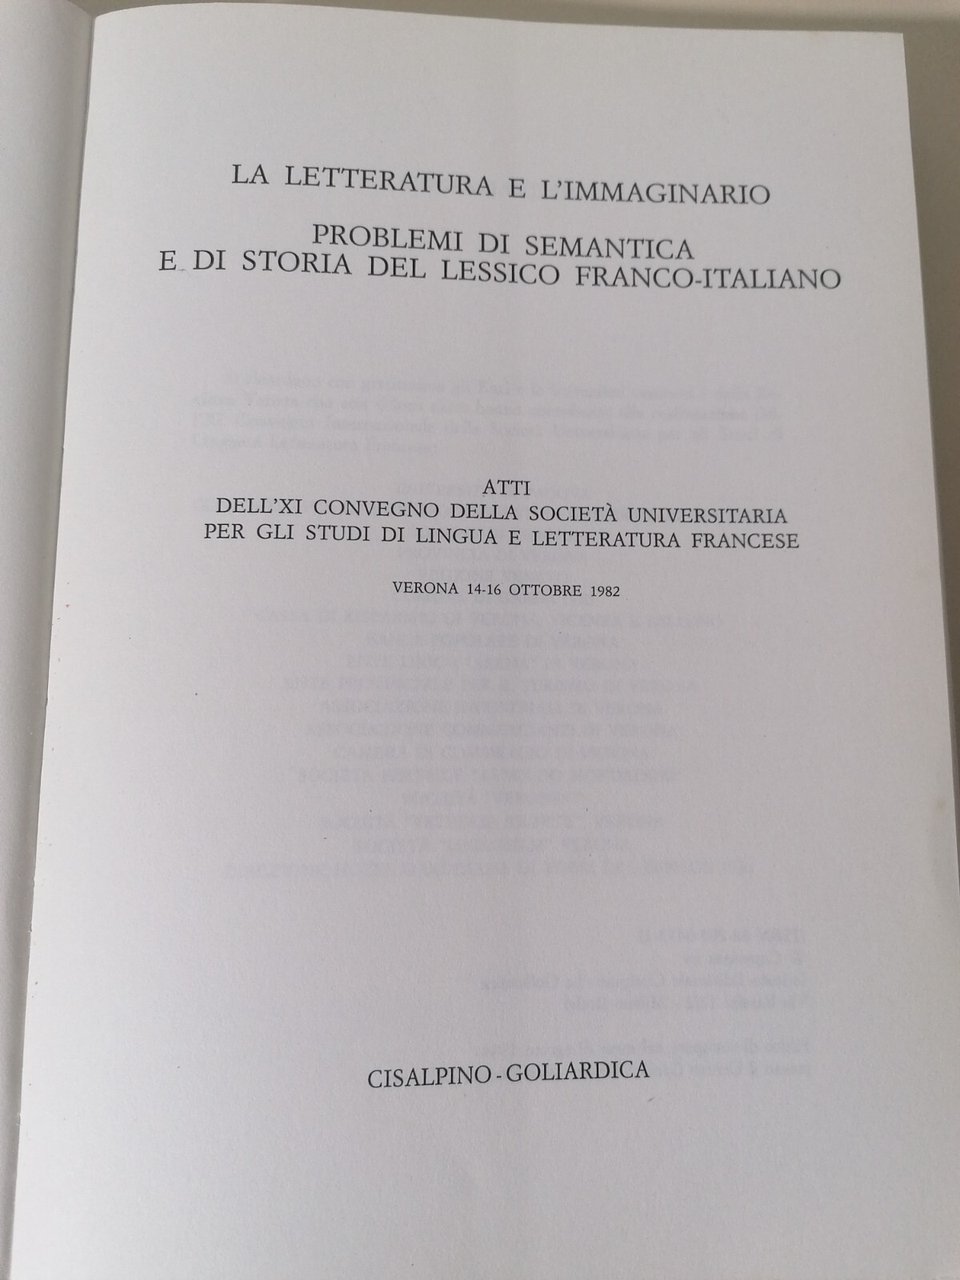 LA LETTERATURA E L'IMMAGINARIO
PROBLEMI DI SEMANTICA
E DI STORIA DEL LESSICO FRANCO-ITALIANO
ATTI
DELL'XI CONVEGNO DELLA SOCIETÀ UNIVERSITARIA
PER GLI STUDI DI LINGUA E LETTERATURA FRANCESE
VERONA 14-16 OTTOBRE 1982
CISALPINO-GOLIARDICA